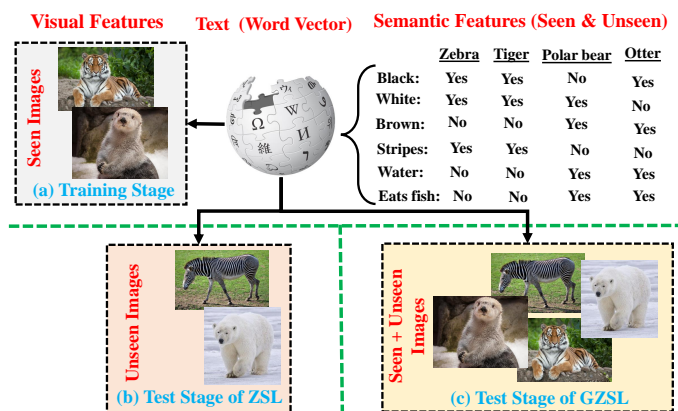 Visual Features
Text (Word Vector)
Semantic Features (Seen & Unseen)
Zebra Tiger Polar bear Otter
Black: Yes Yes No Yes
White: Yes Yes Yes No
Brown: No No Yes Yes
Stripes: Yes Yes No No
Water: No No Yes Yes
Eats fish: No No Yes Yes
Seen Images
(a) Training Stage
Ω
W
И
維
7
Unseen Images
(b) Test Stage of ZSL
Seen + Unseen
Images
(c) Test Stage of GZSL